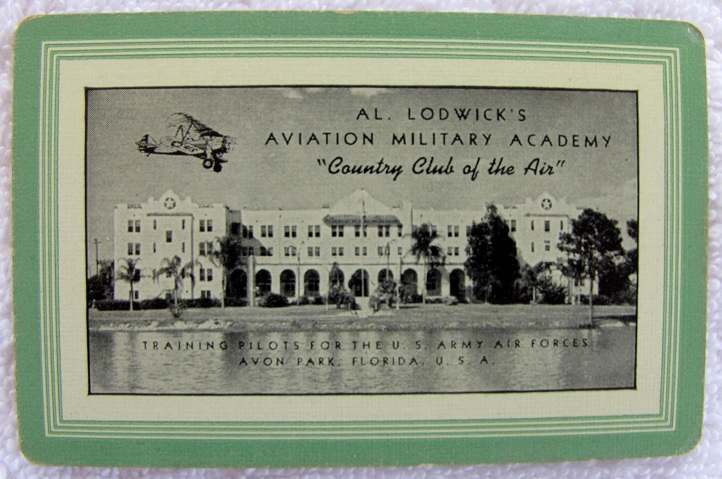 AL. LODWICK'S
AVIATION MILITARY ACADEMY
"Country Club of the Air"
TRAINING PILOTS FOR THE U. S. ARMY AIR FORCES
AVON PARK, FLORIDA, U. S. A.